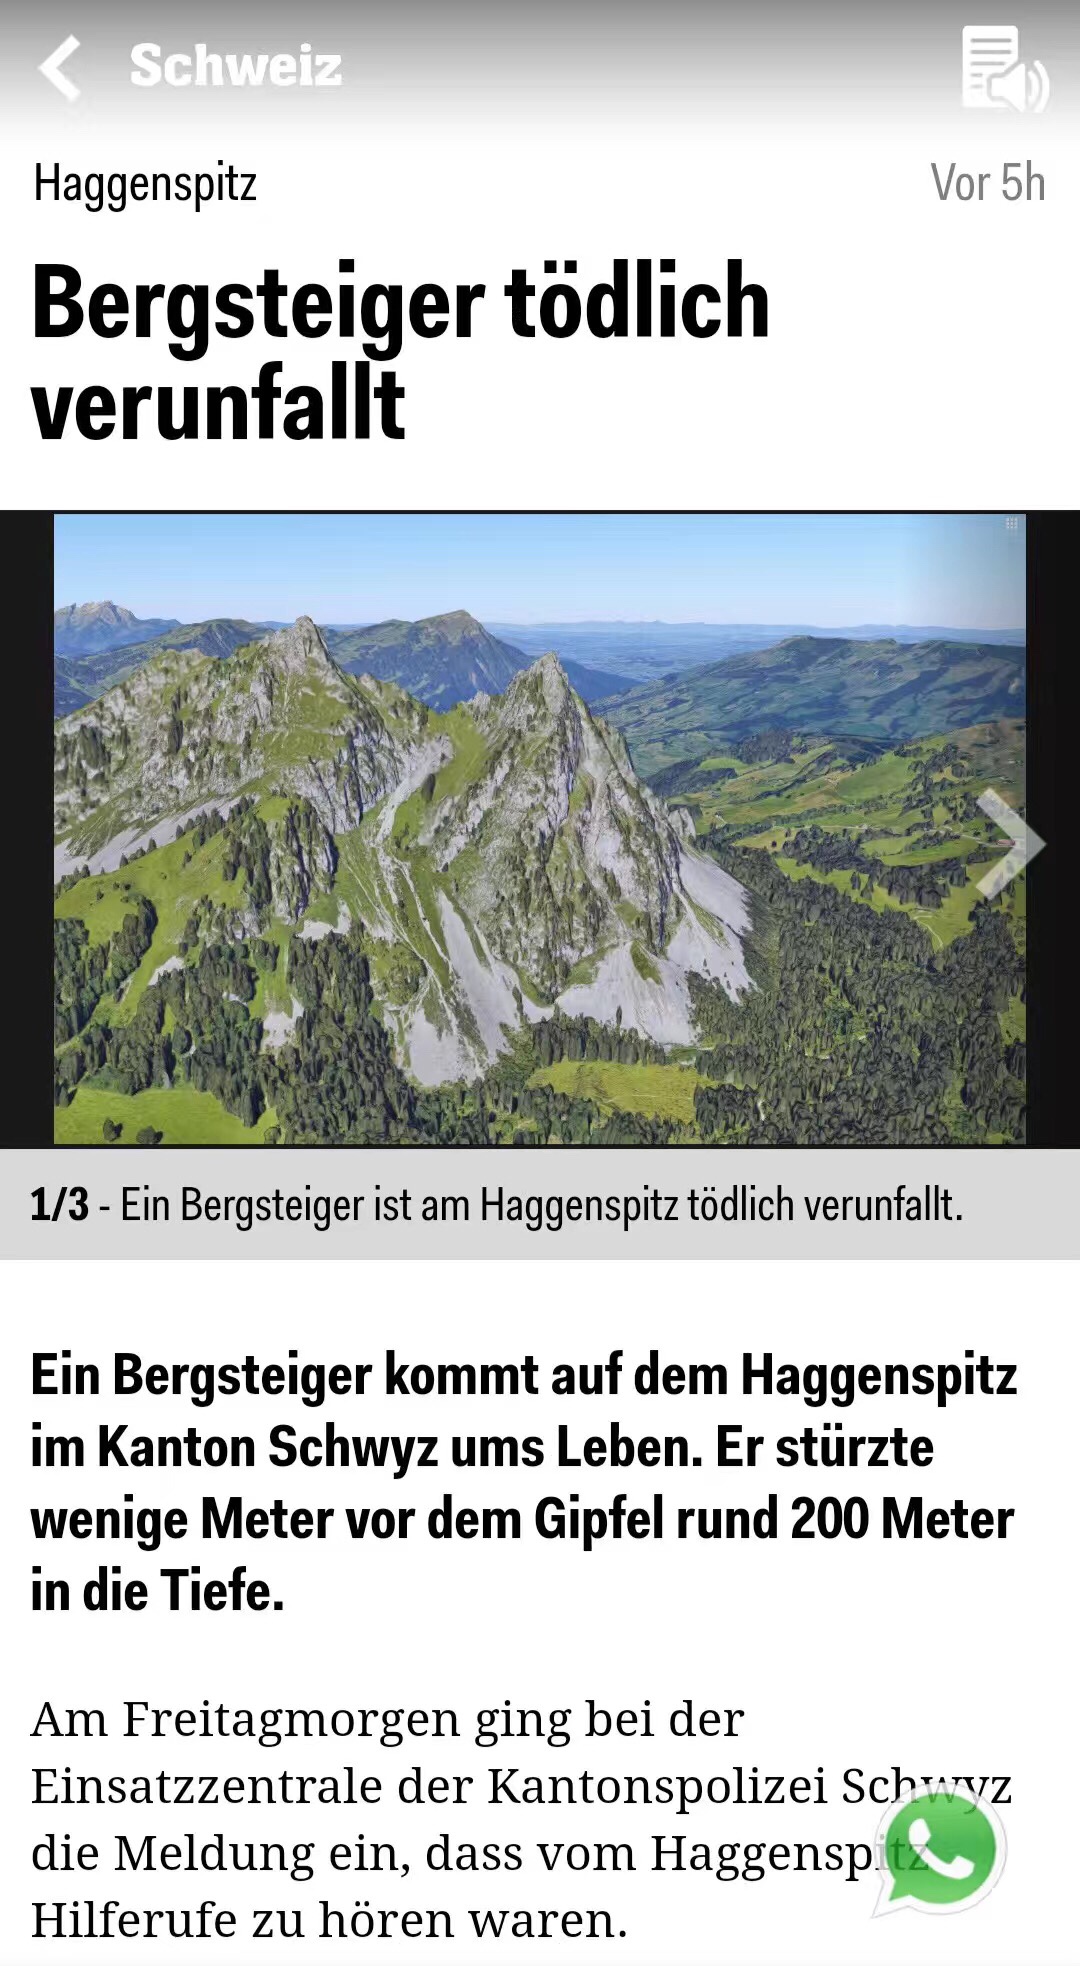 Schweiz
Haggenspitz
Vor 5h
Bergsteiger tödlich
verunfallt
1/3 - Ein Bergsteiger ist am Haggenspitz tödlich verunfallt.
Ein Bergsteiger kommt auf dem Haggenspitz
im Kanton Schwyz ums Leben. Er stürzte
wenige Meter vor dem Gipfel rund 200 Meter
in die Tiefe.
Am Freitagmorgen ging bei der
Einsatzzentrale der Kantonspolizei Schwyz
die Meldung ein, dass vom Haggenspitz
Hilferufe zu hören waren.